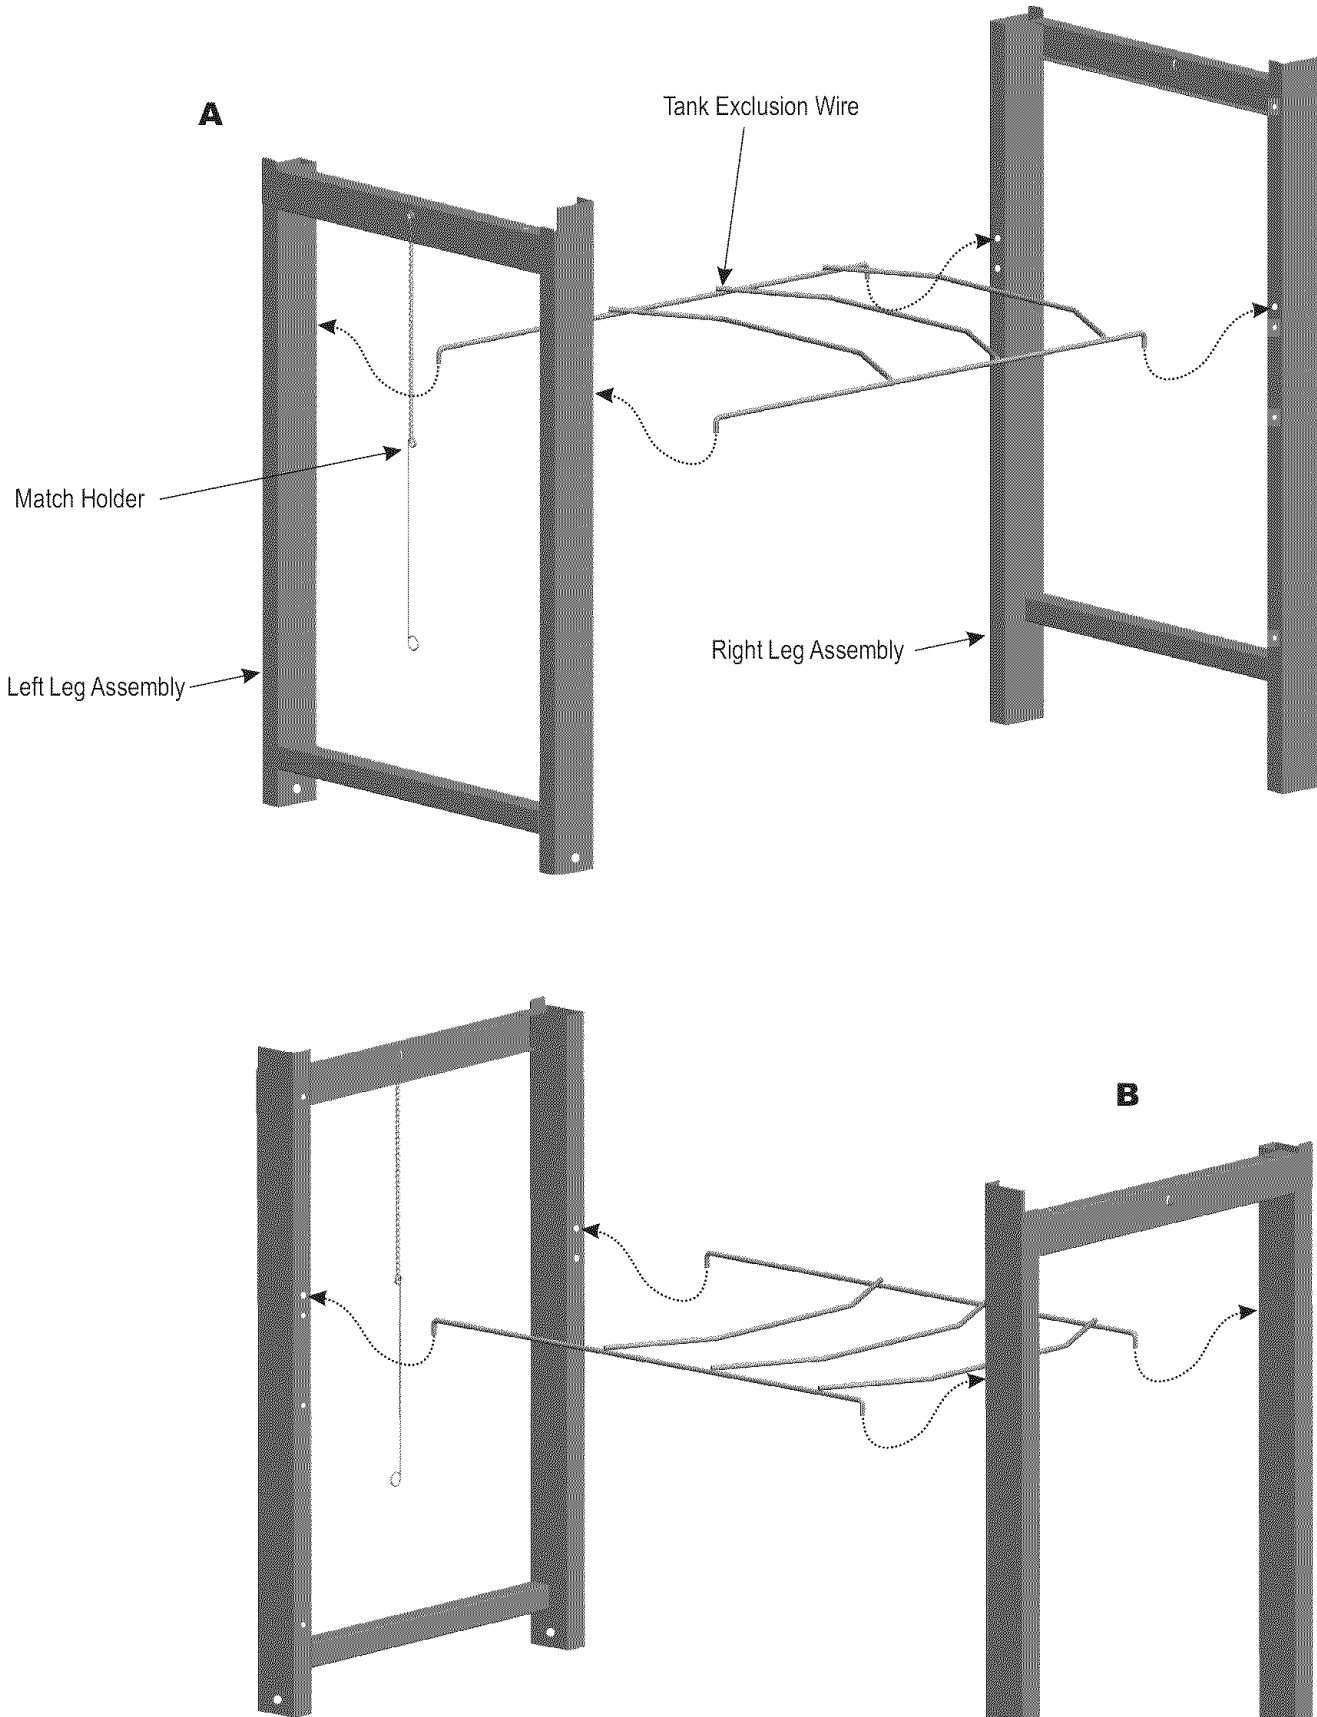 A
Tank Exclusion Wire
Match Holder
Right Leg Assembly
Left Leg Assembly
B